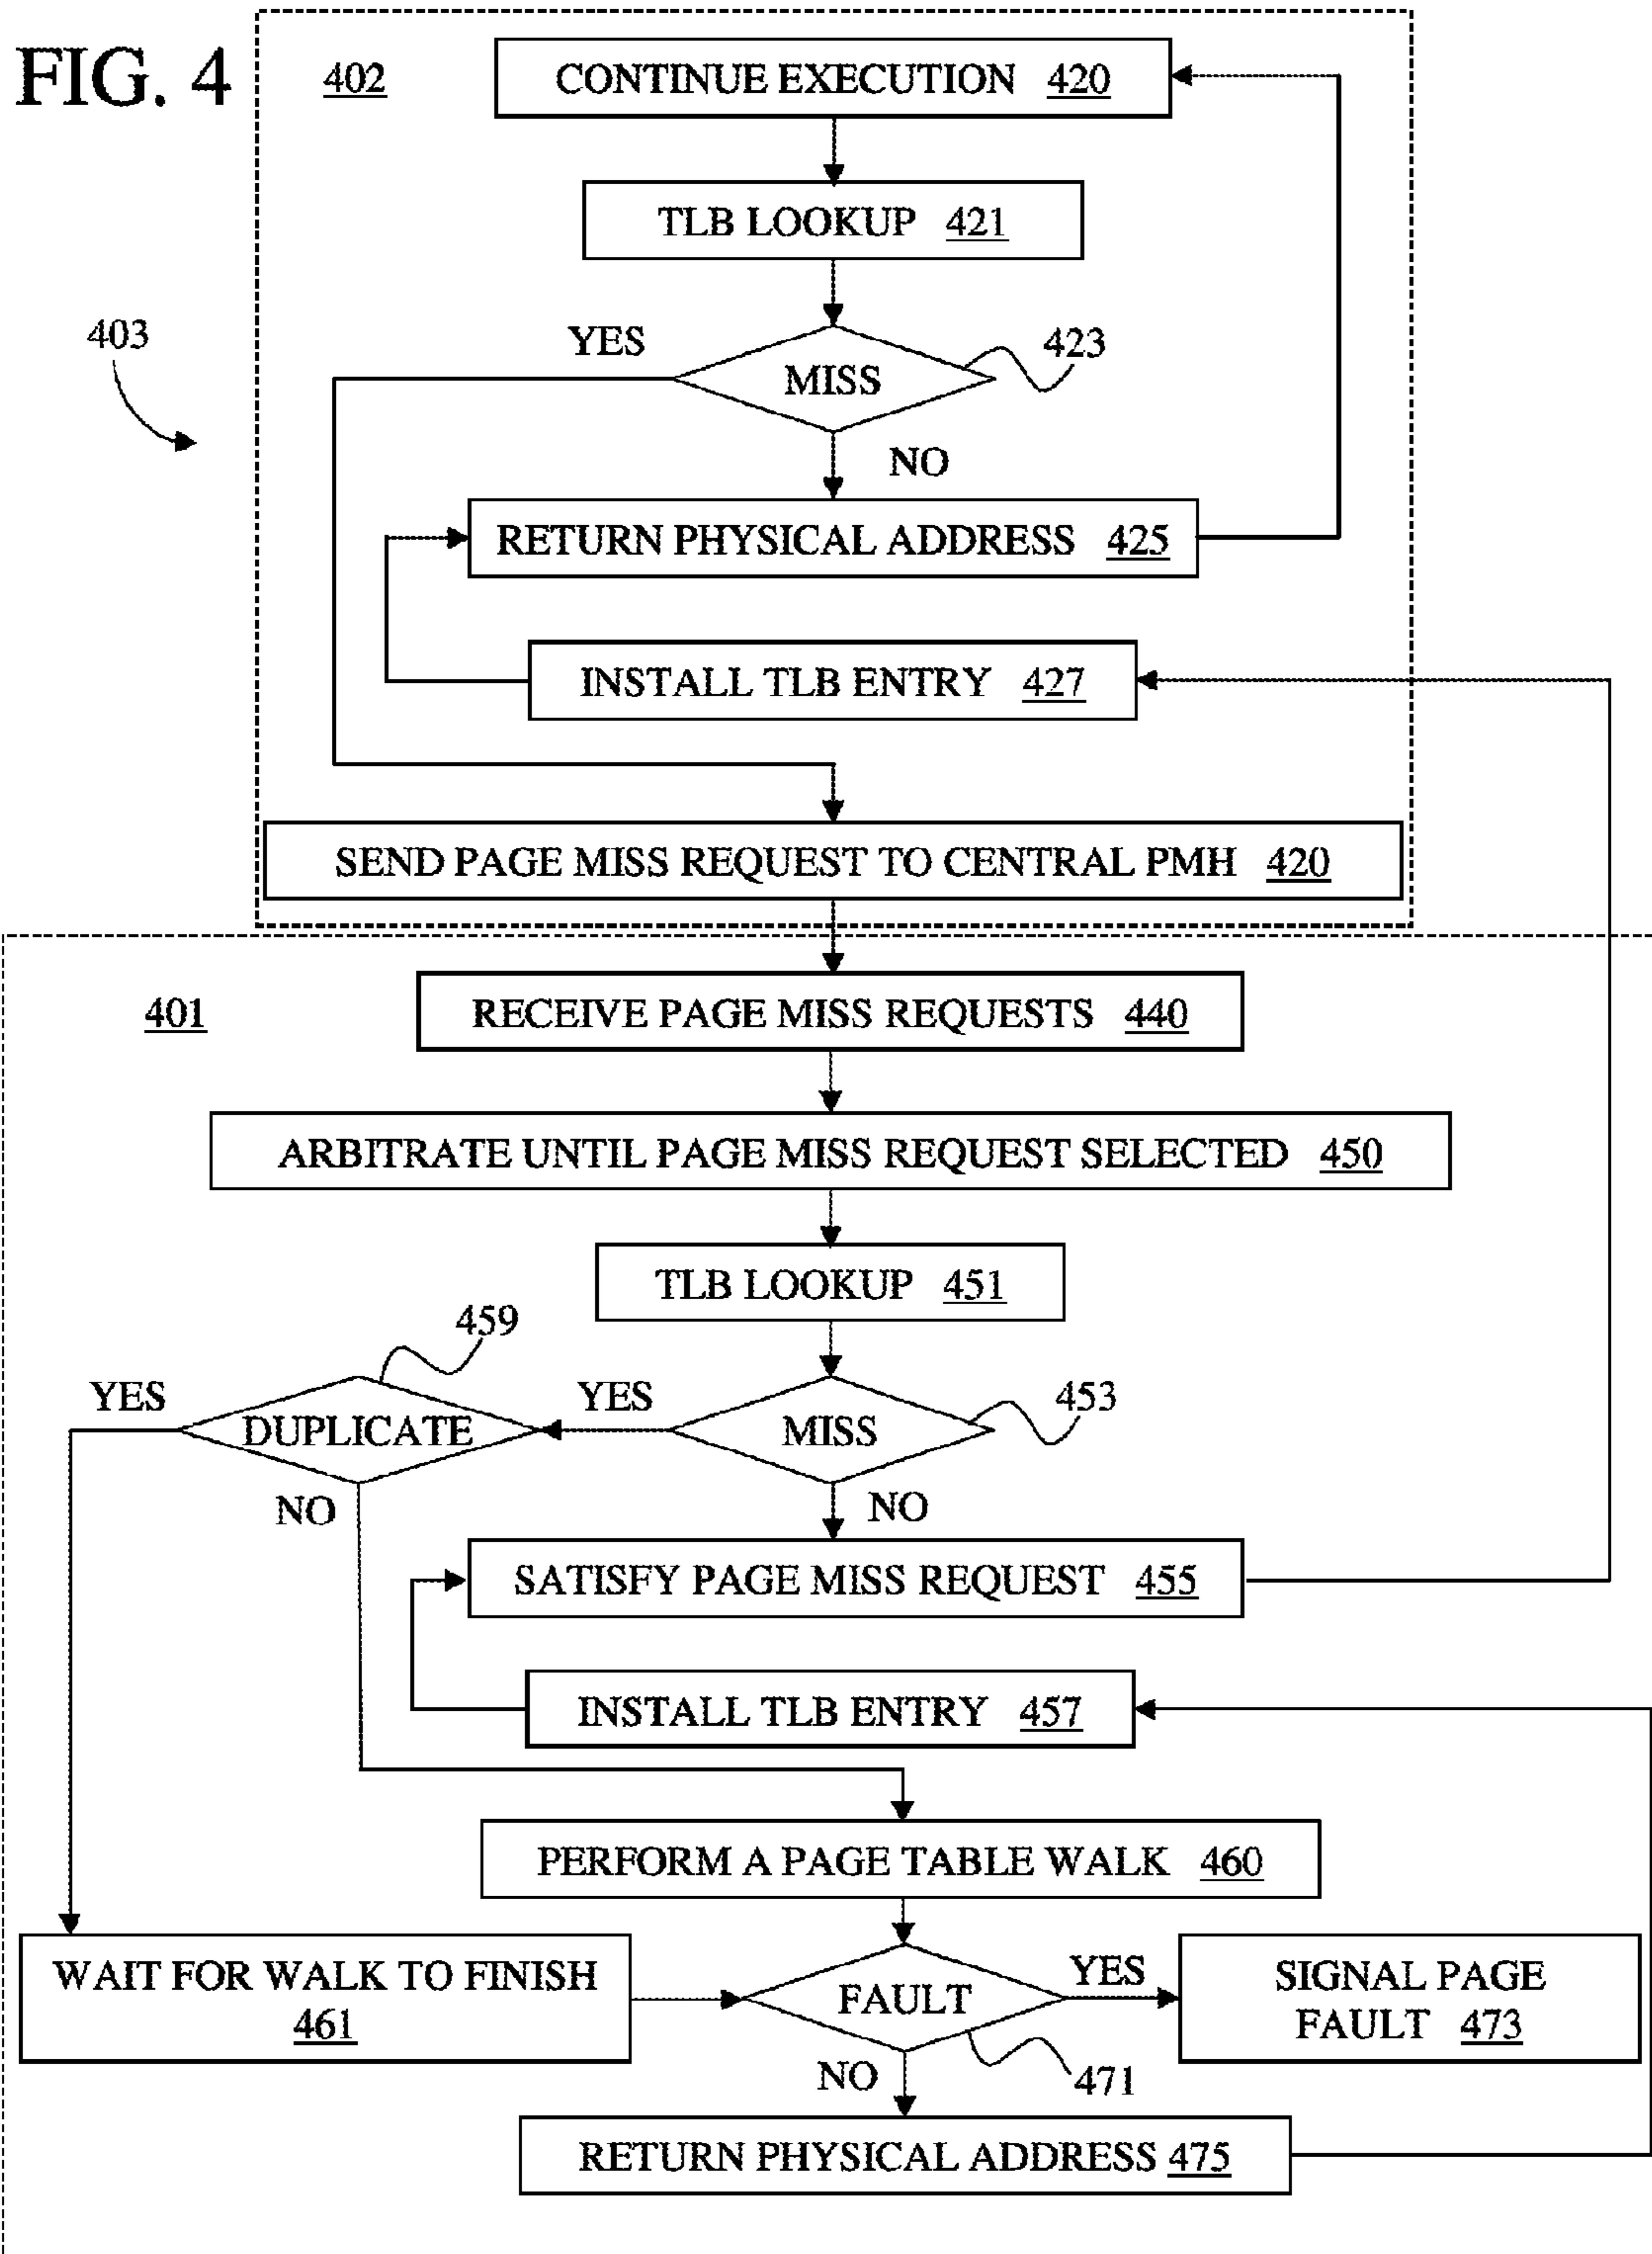 FIG. 4
402
CONTINUE EXECUTION 420
TLB LOOKUP 421
403
YES
MISS
423
NO
RETURN PHYSICAL ADDRESS 425
INSTALL TLB ENTRY 427
SEND PAGE MISS REQUEST TO CENTRAL PMH 420
401
RECEIVE PAGE MISS REQUESTS 440
ARBITRATE UNTIL PAGE MISS REQUEST SELECTED 450
TLB LOOKUP 451
459
YES
DUPLICATE
YES
MISS
453
NO
NO
SATISFY PAGE MISS REQUEST 455
INSTALL TLB ENTRY 457
PERFORM A PAGE TABLE WALK 460
WAIT FOR WALK TO FINISH
461
FAULT
YES
SIGNAL PAGE
FAULT 473
NO
471
RETURN PHYSICAL ADDRESS 475